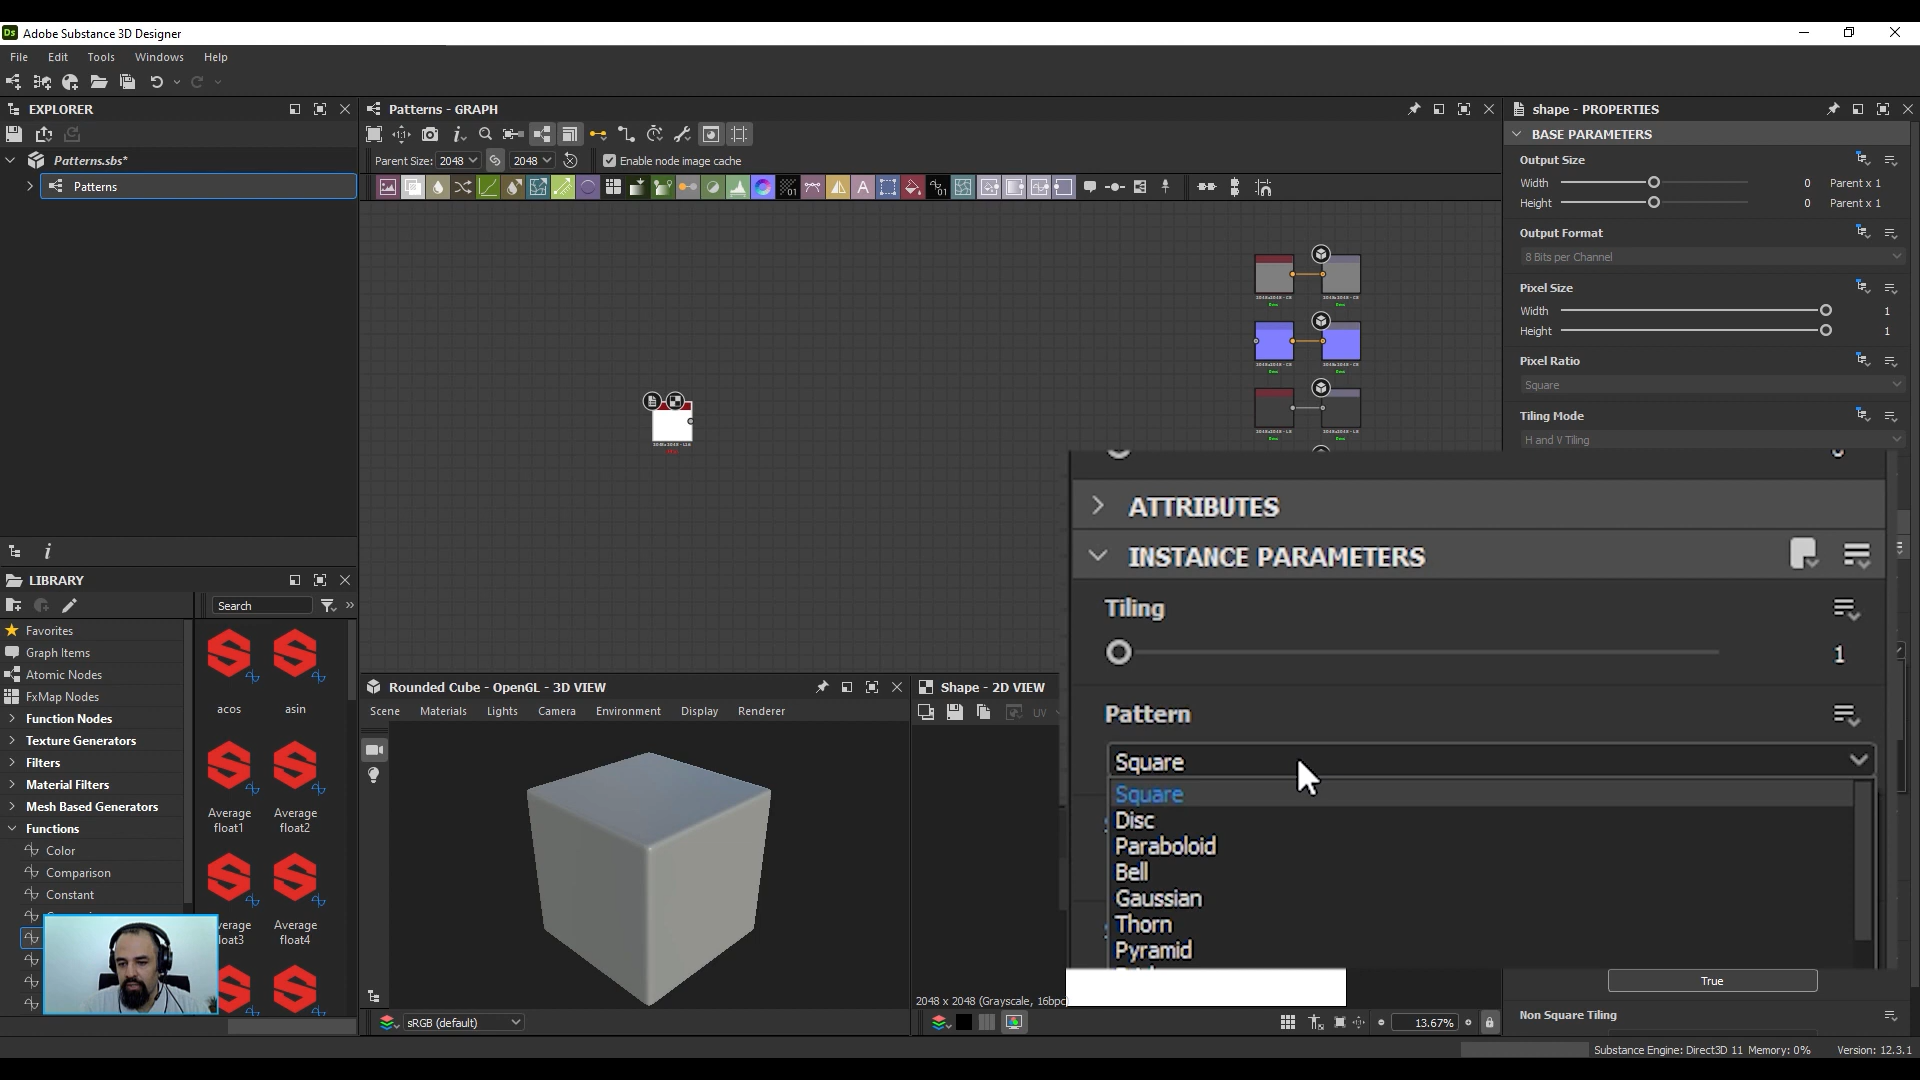 Ds Adobe Substance 3D Designer
File Edit Tools Windows Help
EXPLORER
Patterns.sbs*
Patterns
Patterns - GRAPH
Parent Size: 2048 2048 Enable node image cache
LIBRARY
Search
Favorites
Graph Items
Atomic Nodes
FxMap Nodes
Function Nodes
Texture Generators
Filters
Material Filters
Mesh Based Generators
Functions
Color
Comparison
Constant
acos asin
Average float1
Average float2
Average float4
Rounded Cube - OpenGL - 3D VIEW
Scene Materials Lights Camera Environment Display Renderer
sRGB (default)
Shape - 2D VIEW
UV
2048 x 2048 (Grayscale, 16bpc)
13.67%
shape - PROPERTIES
BASE PARAMETERS
Output Size
Width 0 Parent x 1
Height 0 Parent x 1
Output Format
8 Bits per Channel
Pixel Size
Width 1
Height 1
Pixel Ratio
Square
Tiling Mode
H and V Tiling
ATTRIBUTES
INSTANCE PARAMETERS
Tiling
1
Pattern
Square
Square
Disc
Paraboloid
Bell
Gaussian
Thorn
Pyramid
True
Non Square Tiling
Substance Engine: Direct3D 11 Memory: 0% Version: 12.3.1